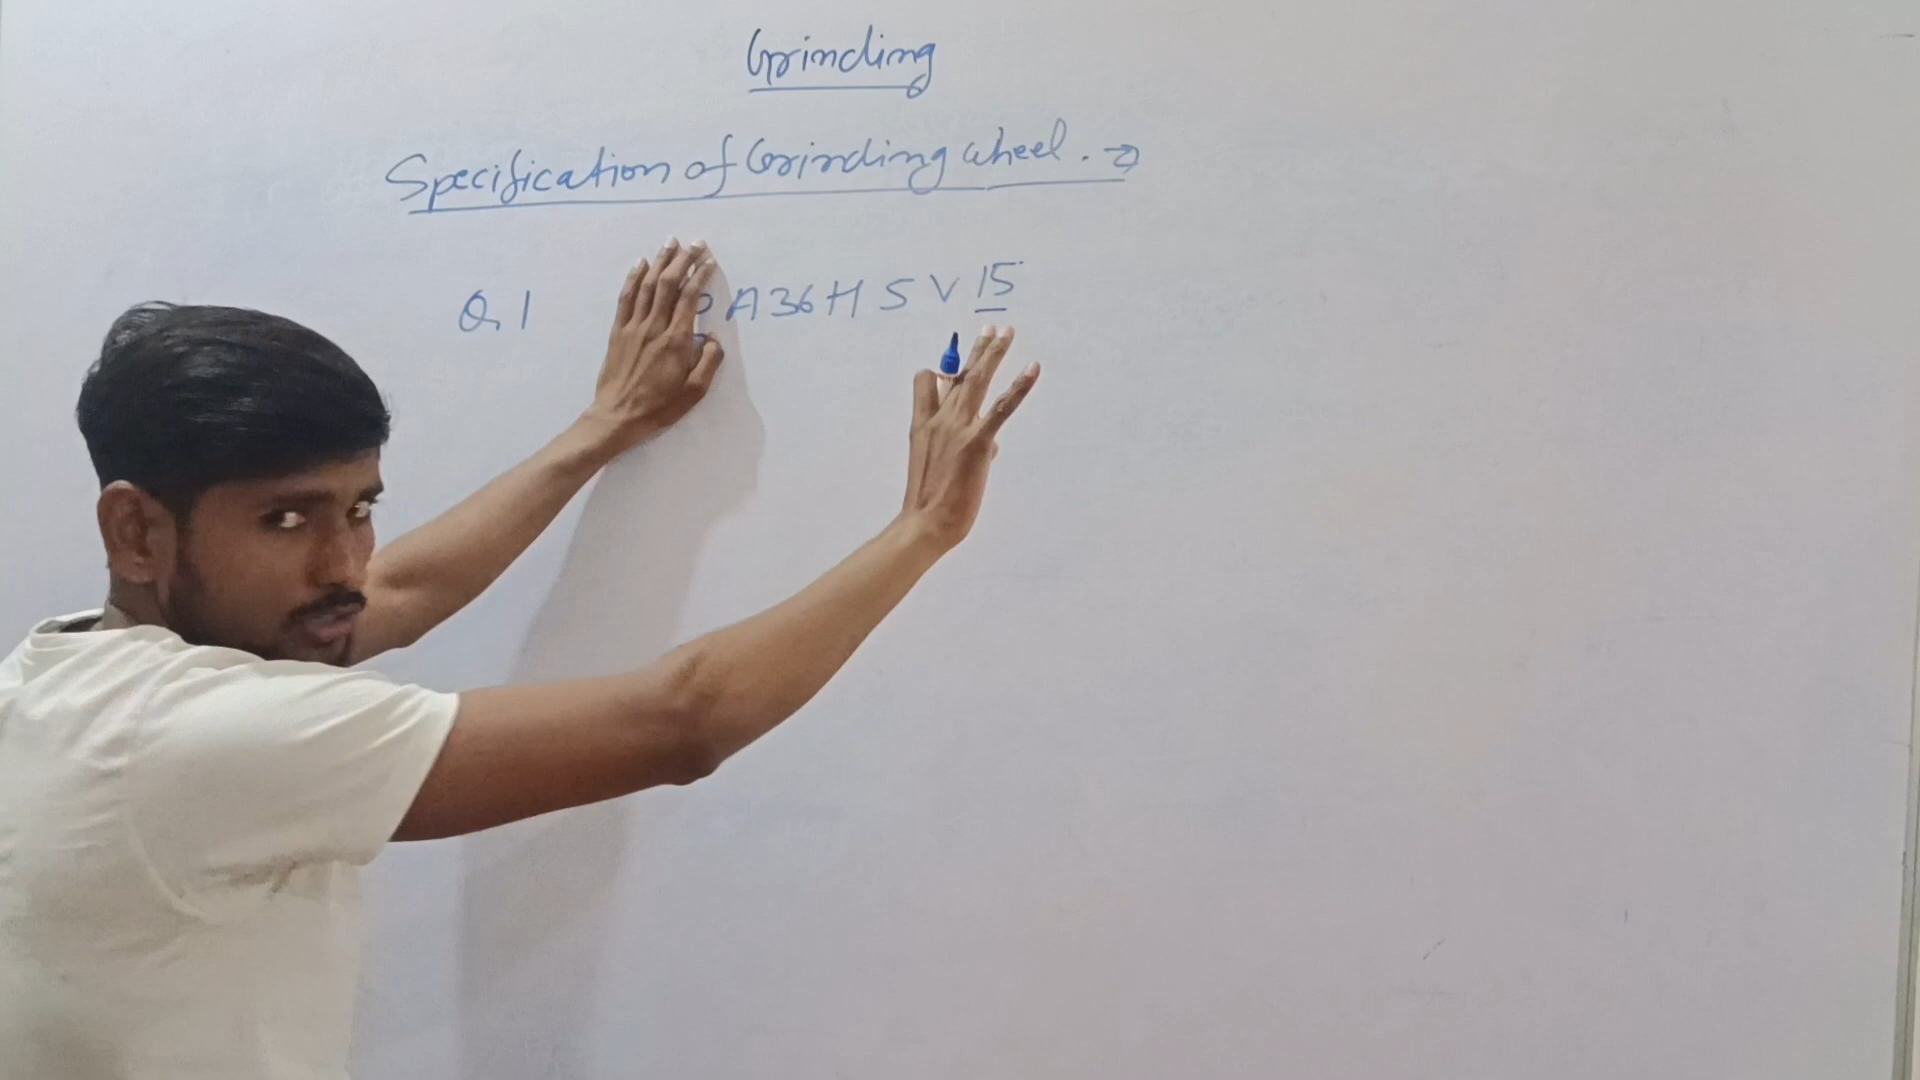 Grinding
Specification of Grinding wheel. →
Q. 1 A 36 H 5 V 15